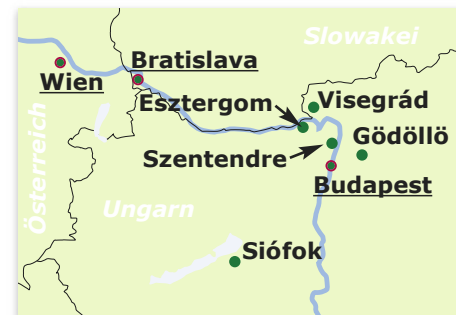 Slowakei
Bratislava
Wien
Esztergom
Visegrád
Gödöllö
Szentendre
Budapest
Österreich
Ungarn
Siófok